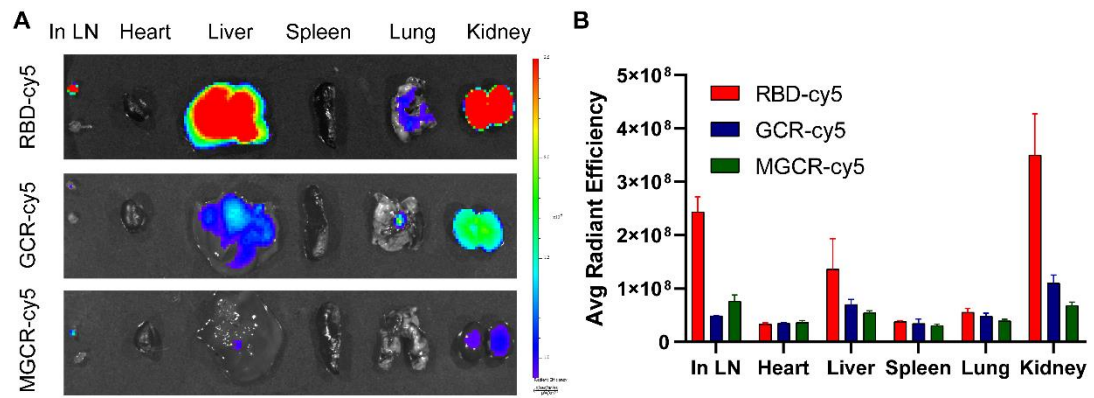 A
In LN Heart Liver Spleen Lung Kidney
RBD-cy5
GCR-cy5
MGCR-cy5
B
Avg Radiant Efficiency
5×10⁸
4×10⁸
3×10⁸
2×10⁸
1×10⁸
0
RBD-cy5
GCR-cy5
MGCR-cy5
In LN Heart Liver Spleen Lung Kidney